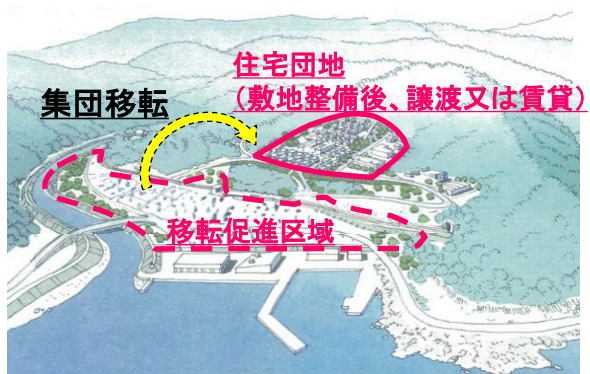 住宅団地
（敷地整備後、譲渡又は賃貸）
集団移転
移転促進区域